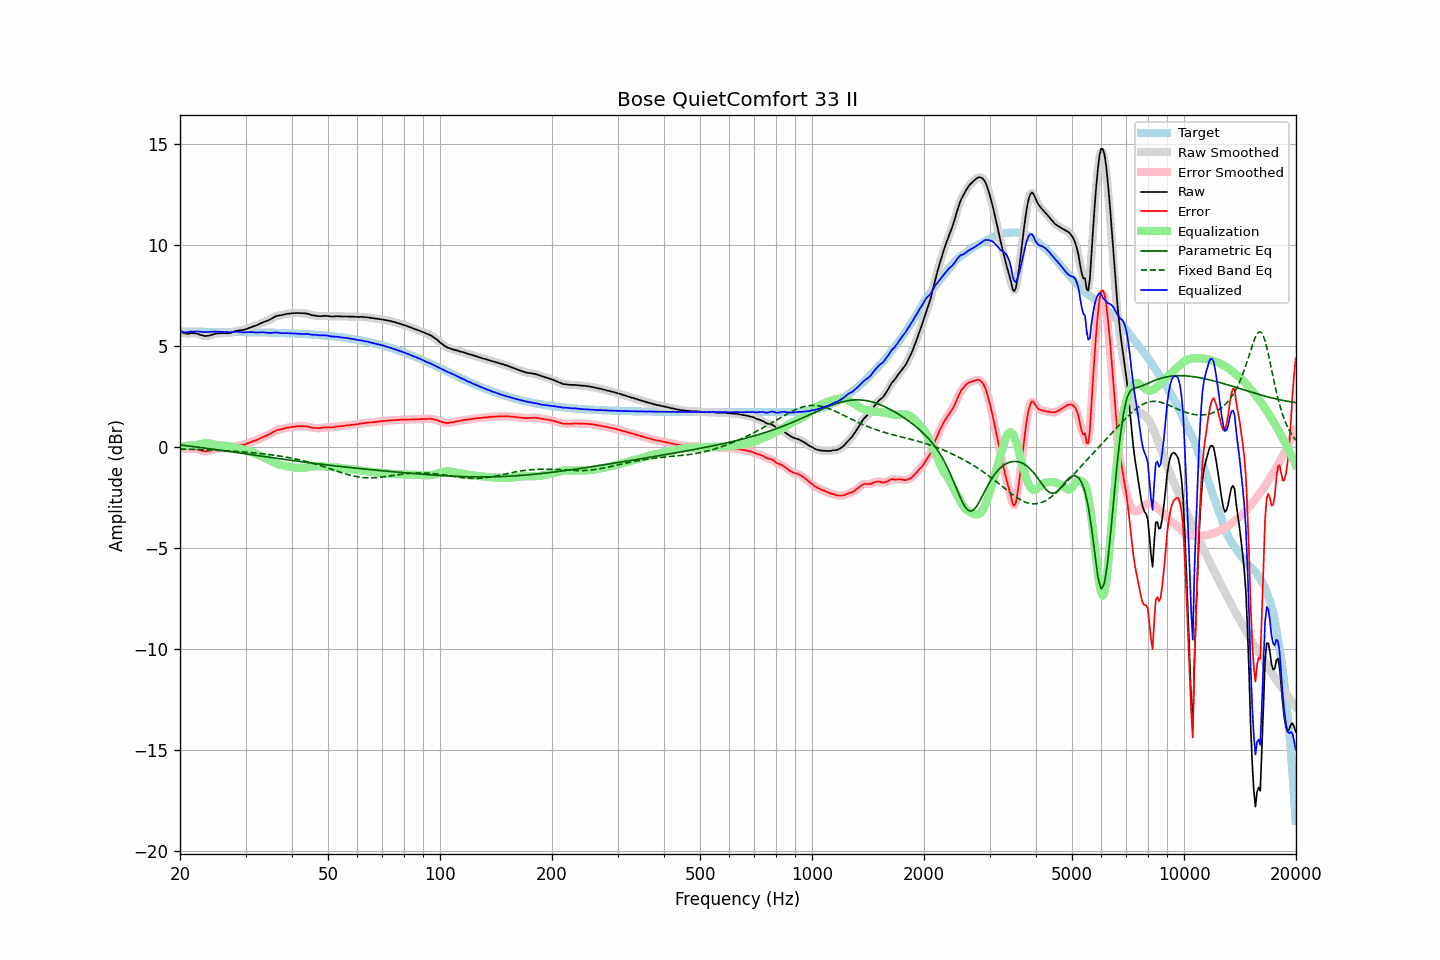 Bose QuietComfort 33 II
Amplitude (dBr)
15
10
5
0
−5
−10
−15
−20
Target
Raw Smoothed
Error Smoothed
Raw
Error
Equalization
Parametric Eq
Fixed Band Eq
Equalized
20
50
100
200
500
1000
2000
5000
10000
20000
Frequency (Hz)